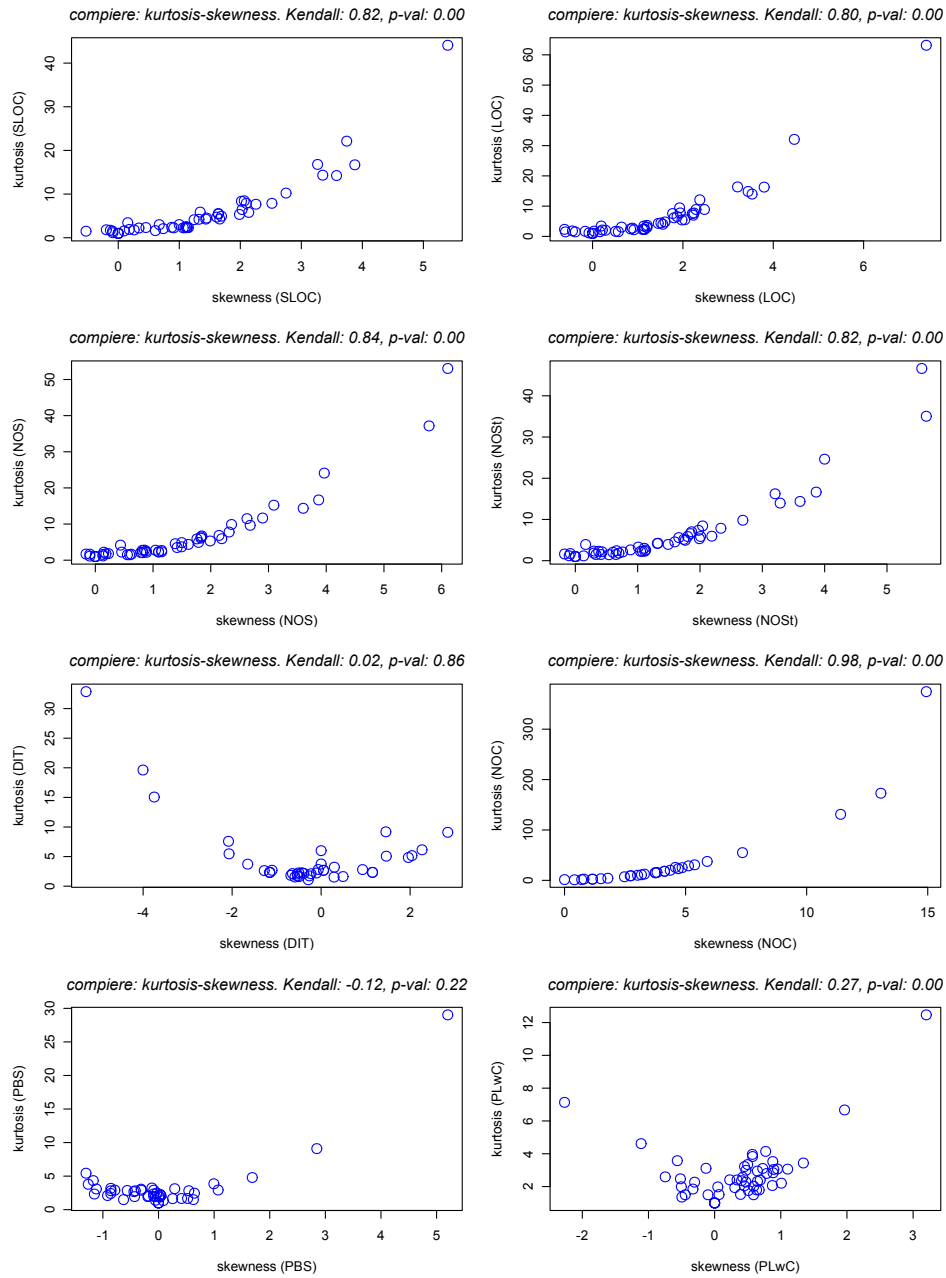 compiere: kurtosis-skewness. Kendall: 0.82, p-val: 0.00
kurtosis (SLOC)
0 10 20 30 40
0 1 2 3 4 5
skewness (SLOC)
compiere: kurtosis-skewness. Kendall: 0.80, p-val: 0.00
kurtosis (LOC)
0 10 20 30 40 50 60
0 2 4 6
skewness (LOC)
compiere: kurtosis-skewness. Kendall: 0.84, p-val: 0.00
kurtosis (NOS)
0 10 20 30 40 50
0 1 2 3 4 5 6
skewness (NOS)
compiere: kurtosis-skewness. Kendall: 0.82, p-val: 0.00
kurtosis (NOSt)
0 10 20 30 40
0 1 2 3 4 5
skewness (NOSt)
compiere: kurtosis-skewness. Kendall: 0.02, p-val: 0.86
kurtosis (DIT)
0 5 10 15 20 25 30
-4 -2 0 2
skewness (DIT)
compiere: kurtosis-skewness. Kendall: 0.98, p-val: 0.00
kurtosis (NOC)
0 100 200 300
0 5 10 15
skewness (NOC)
compiere: kurtosis-skewness. Kendall: -0.12, p-val: 0.22
kurtosis (PBS)
0 5 10 15 20 25 30
-1 0 1 2 3 4 5
skewness (PBS)
compiere: kurtosis-skewness. Kendall: 0.27, p-val: 0.00
kurtosis (PLwC)
2 4 6 8 10 12
-2 -1 0 1 2 3
skewness (PLwC)